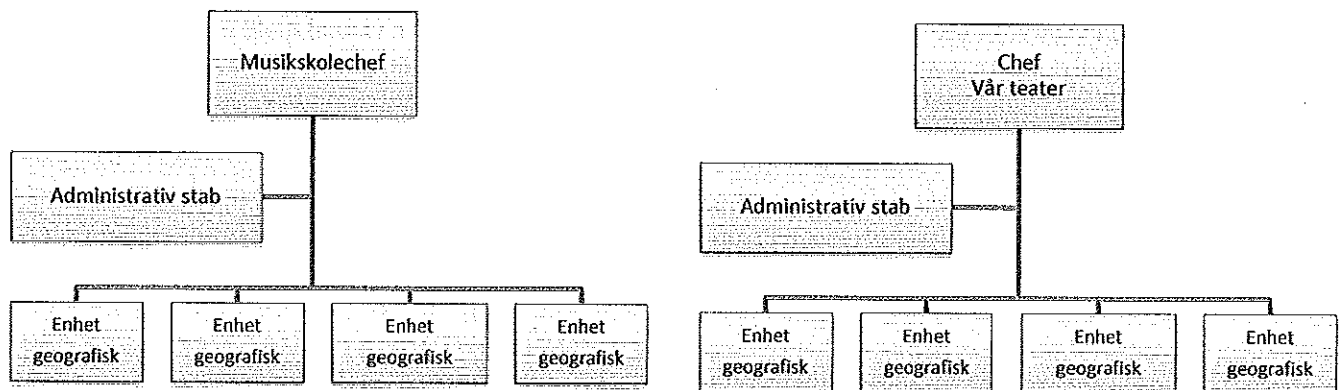 Musikskolechef
Administrativ stab
Enhet
geografisk
Enhet
geografisk
Enhet
geografisk
Enhet
geografisk
Chef
Vår teater
Administrativ stab
Enhet
geografisk
Enhet
geografisk
Enhet
geografisk
Enhet
geografisk